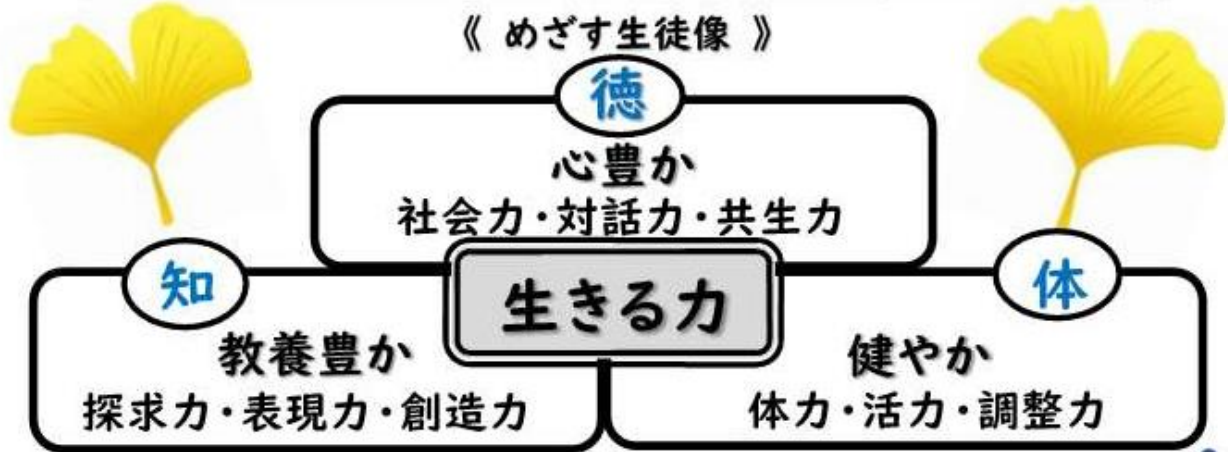 《 めざす生徒像 》
徳
心豊か
社会力・対話力・共生力
生きる力
知
教養豊か
探求力・表現力・創造力
体
健やか
体力・活力・調整力